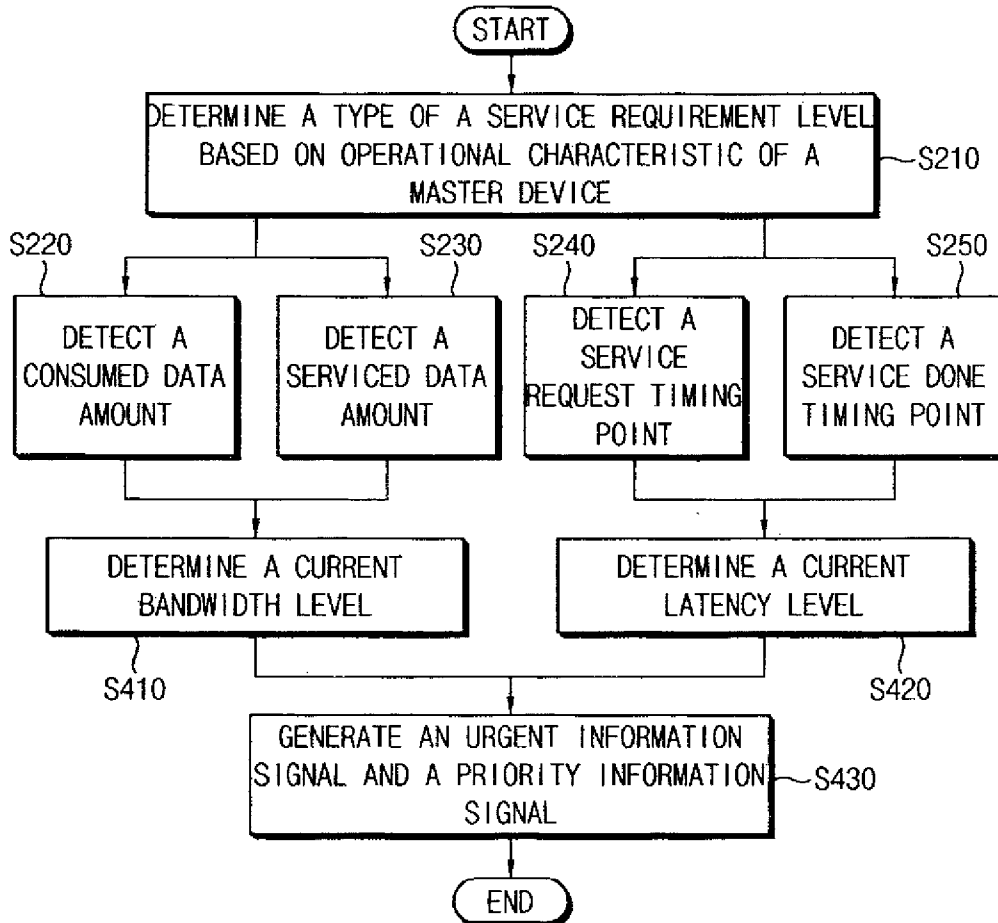 START
DETERMINE A TYPE OF A SERVICE REQUIREMENT LEVEL
BASED ON OPERATIONAL CHARACTERISTIC OF A
MASTER DEVICE
S210
S220
S230
S240
S250
DETECT A
CONSUMED DATA
AMOUNT
DETECT A
SERVICED DATA
AMOUNT
DETECT A
SERVICE
REQUEST TIMING
POINT
DETECT A
SERVICE DONE
TIMING POINT
DETERMINE A CURRENT
BANDWIDTH LEVEL
DETERMINE A CURRENT
LATENCY LEVEL
S410
S420
GENERATE AN URGENT INFORMATION
SIGNAL AND A PRIORITY INFORMATION
SIGNAL
S430
END